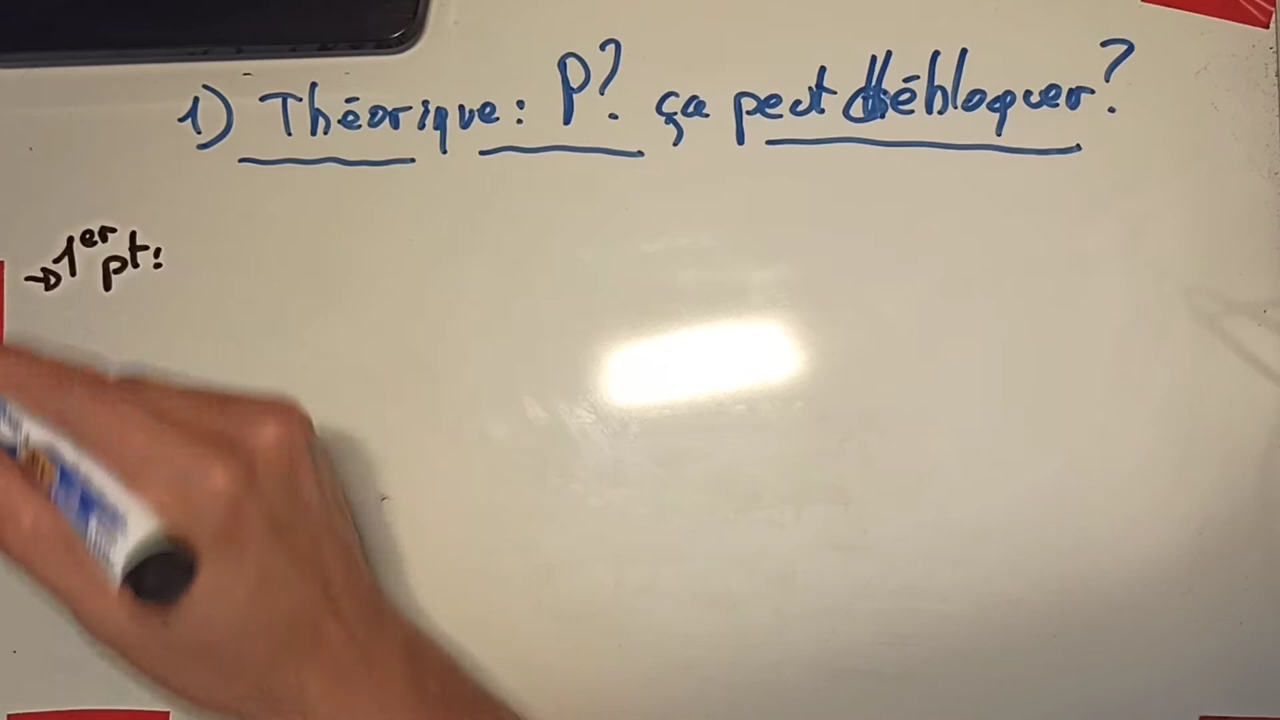 1) Théorique : P? ça peut débloquer?
→ 1er pt :